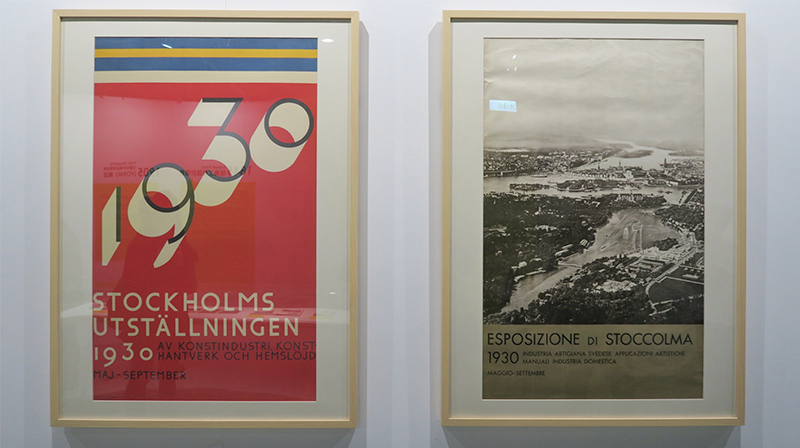 1930
STOCKHOLMS
UTSTÄLLNINGEN
1930 AV KONSTINDUSTRI, KONST
HANTVERK OCH HEMSLÖJD
MAJ - SEPTEMBER
ESPOSIZIONE DI STOCCOLMA
1930 INDUSTRIA ARTIGIANA SVEDESE: APPLICAZIONI ARTISTICHE
MANUALI INDUSTRIA DOMESTICA
MAGGIO-SETTEMBRE